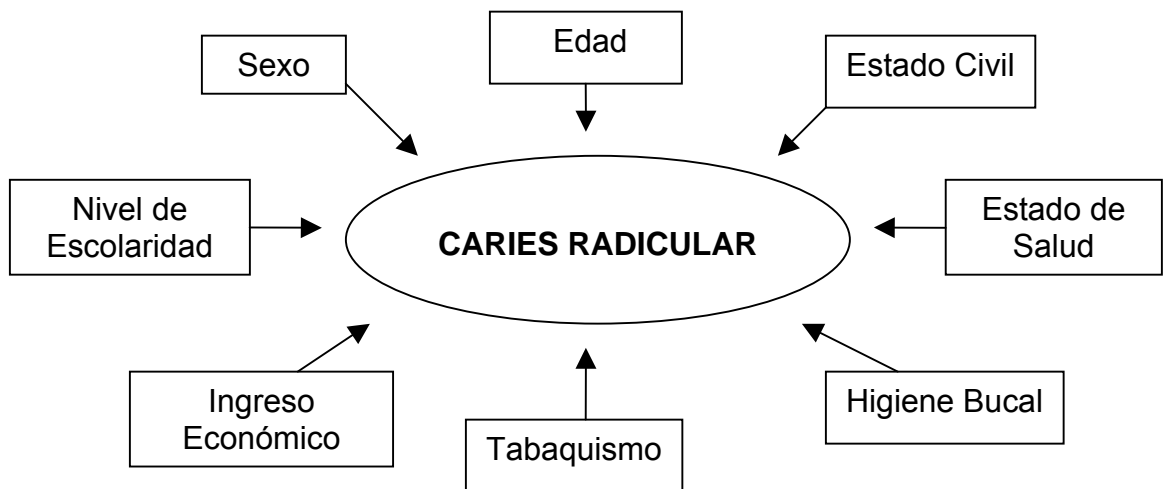 Edad
Sexo
Estado Civil
Nivel de
Escolaridad
CARIES RADICULAR
Estado de
Salud
Ingreso
Económico
Tabaquismo
Higiene Bucal